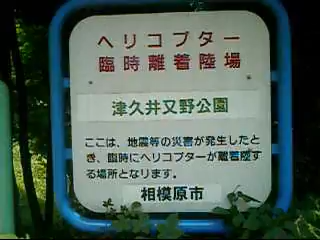 ヘリコプター
臨時離着陸場
津久井又野公園
ここは、地震等の災害が発生したと
き、臨時にヘリコプターが離着陸す
る場所となります。
相模原市